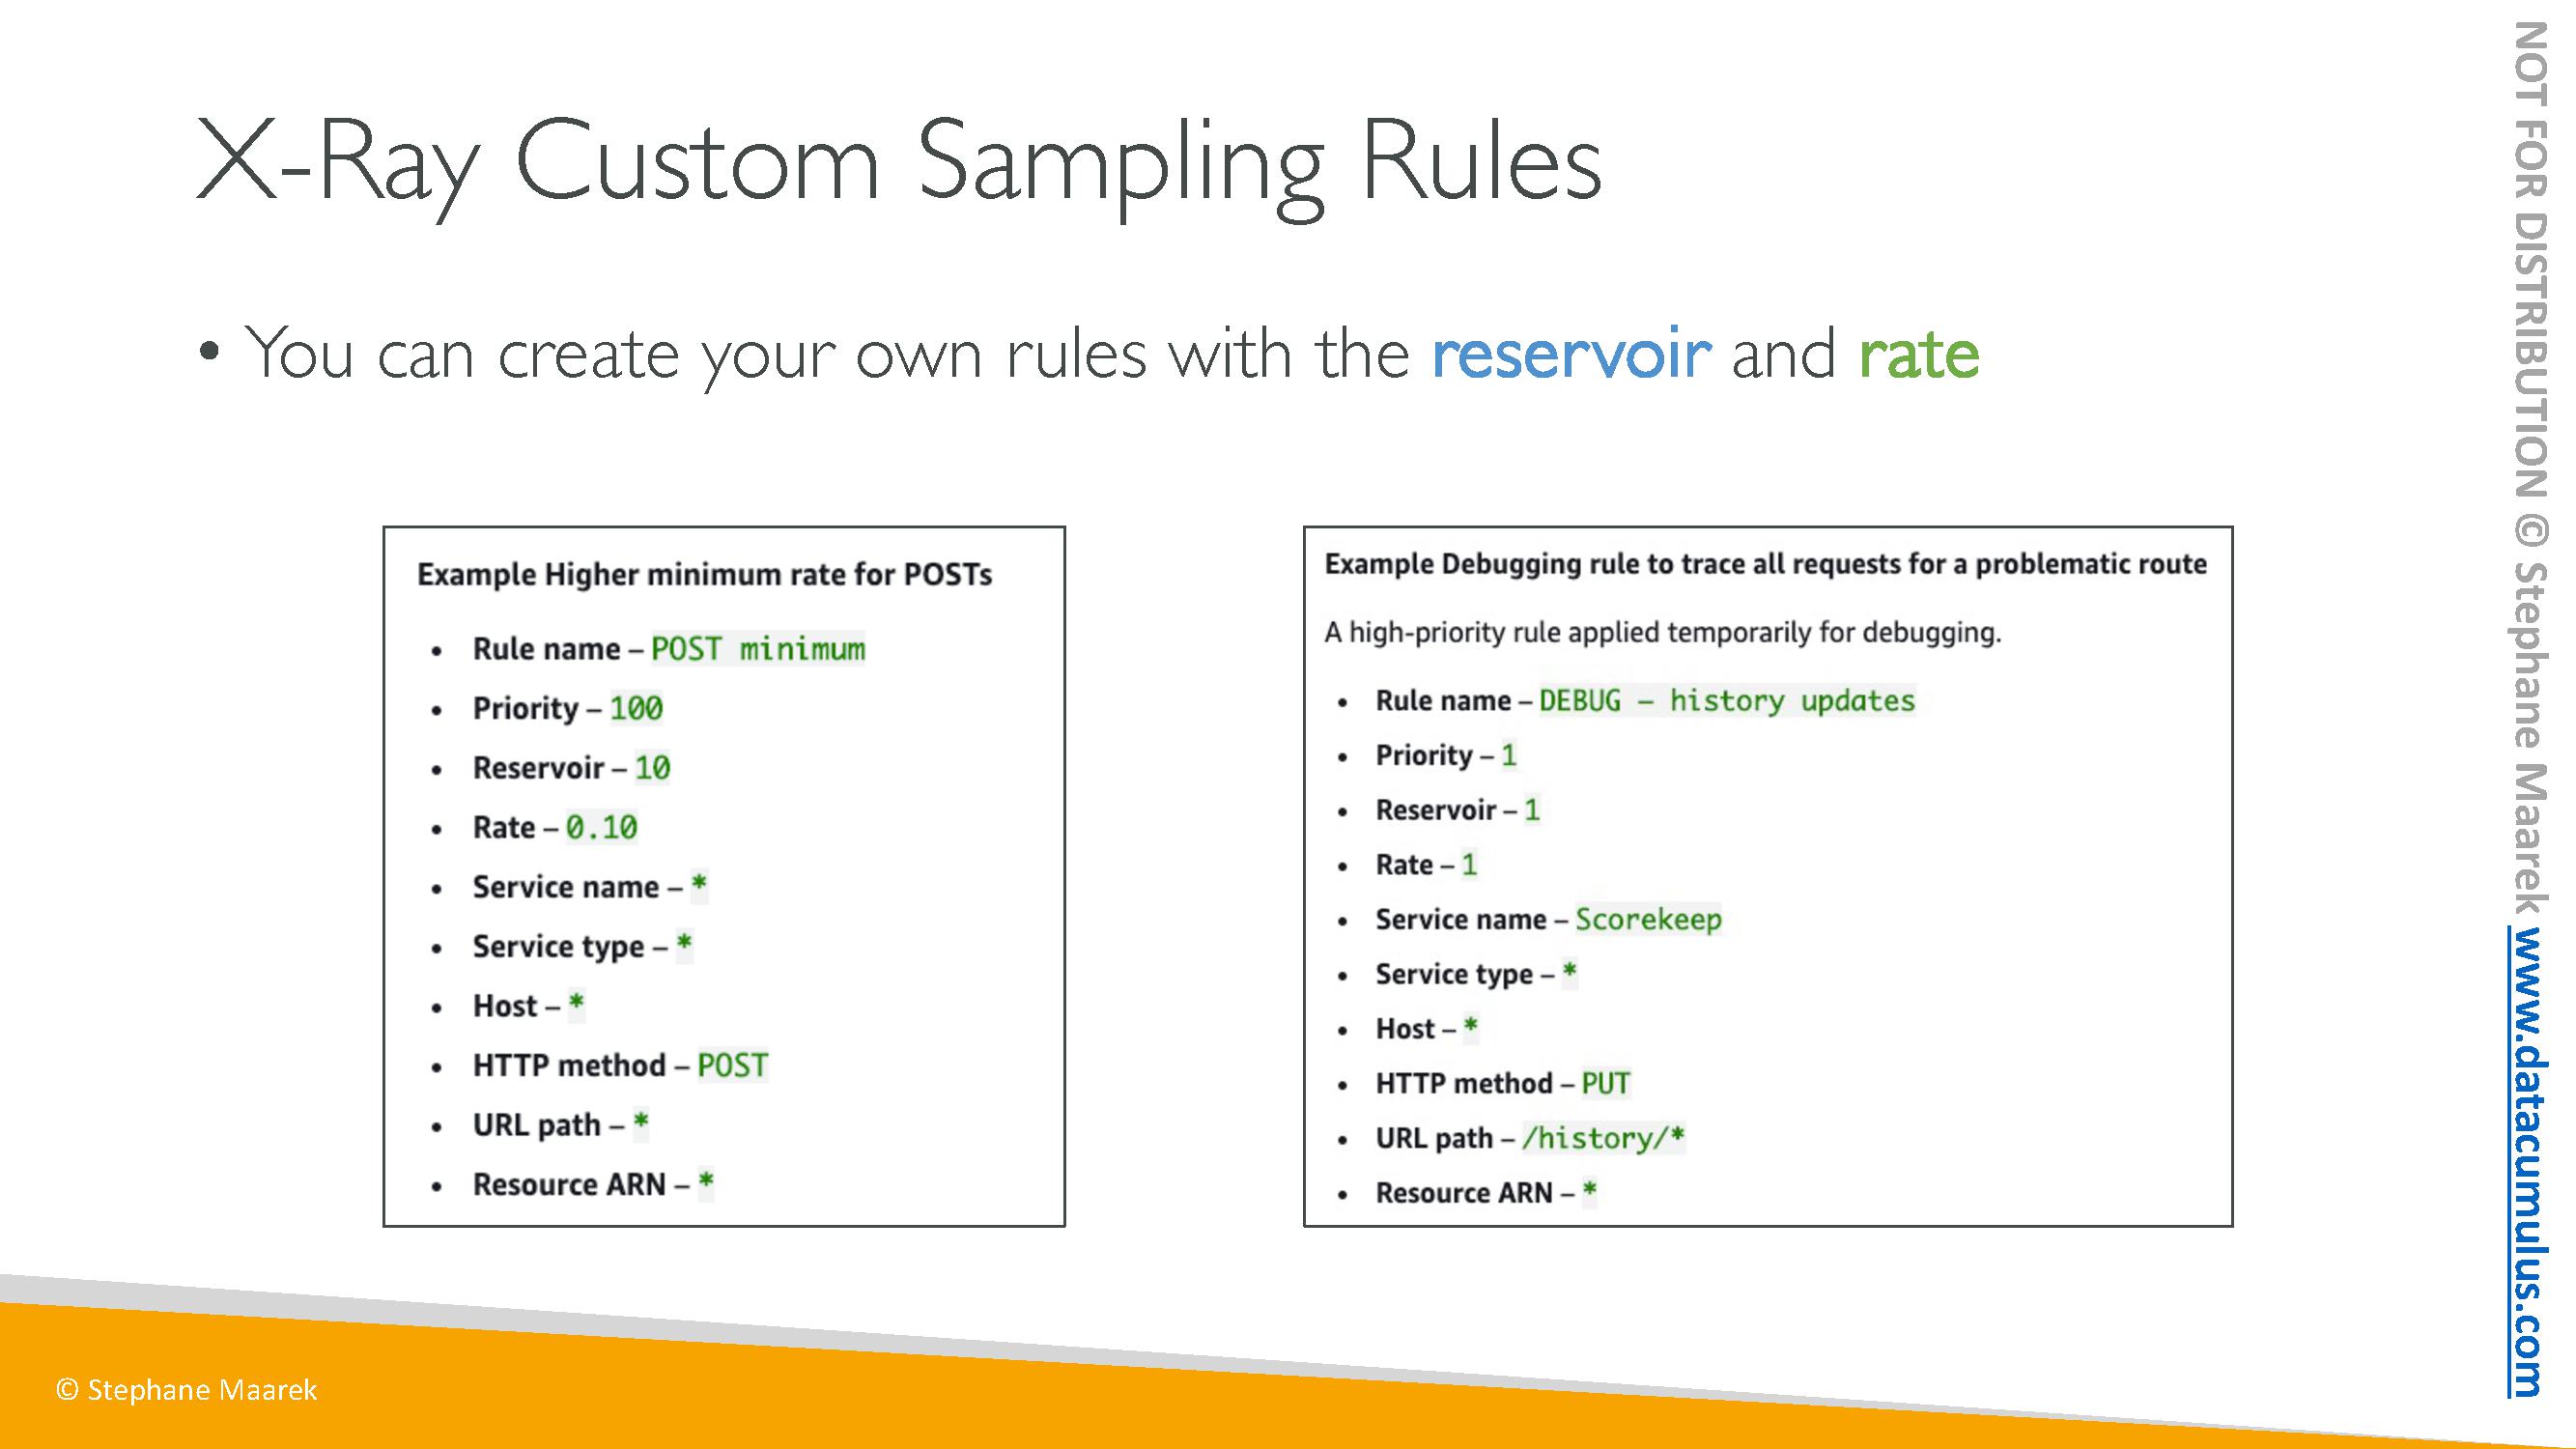 X-Ray Custom Sampling Rules
• You can create your own rules with the reservoir and rate
Example Higher minimum rate for POSTs
• Rule name – POST minimum
• Priority – 100
• Reservoir – 10
• Rate – 0.10
• Service name – *
• Service type – *
• Host – *
• HTTP method – POST
• URL path – *
• Resource ARN – *
Example Debugging rule to trace all requests for a problematic route
A high-priority rule applied temporarily for debugging.
• Rule name – DEBUG – history updates
• Priority – 1
• Reservoir – 1
• Rate – 1
• Service name – Scorekeep
• Service type – *
• Host – *
• HTTP method – PUT
• URL path – /history/*
• Resource ARN – *
© Stephane Maarek
NOT FOR DISTRIBUTION © Stephane Maarek www.datacumulus.com